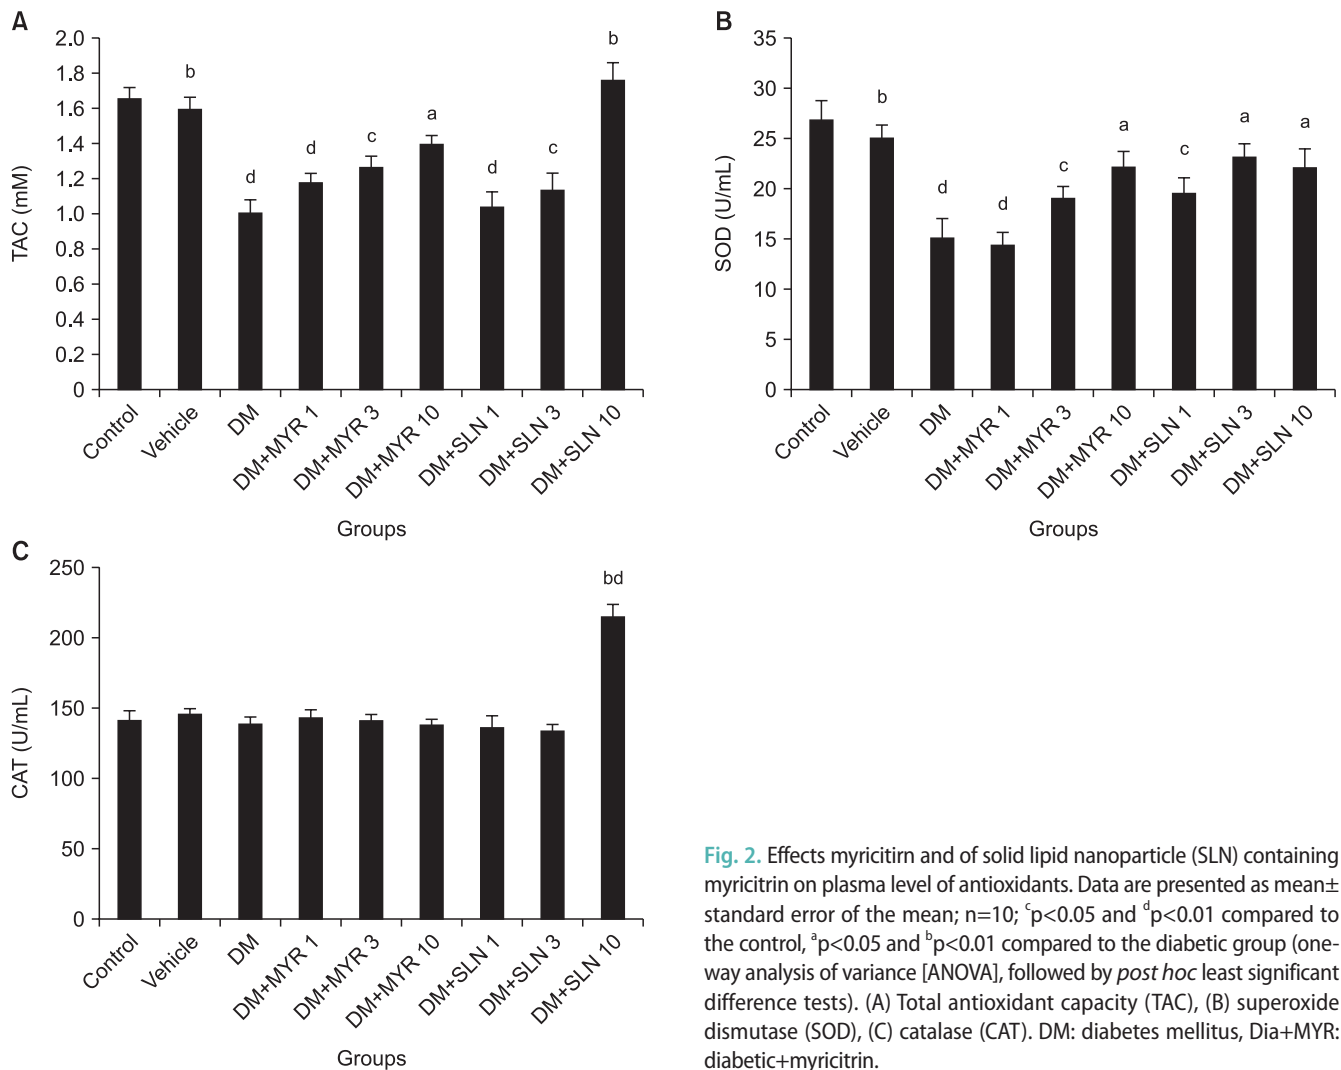 A
2.0
1.8
1.6
1.4
1.2
1.0
0.8
0.6
0.4
0.2
0
TAC (mM)
b
d
d
c
a
d
c
b
Control
Vehicle
DM
DM+MYR 1
DM+MYR 3
DM+MYR 10
DM+SLN 1
DM+SLN 3
DM+SLN 10
Groups
B
35
30
25
20
15
10
5
0
SOD (U/mL)
b
d
d
c
a
c
a
a
Control
Vehicle
DM
DM+MYR 1
DM+MYR 3
DM+MYR 10
DM+SLN 1
DM+SLN 3
DM+SLN 10
Groups
C
250
200
150
100
50
0
CAT (U/mL)
bd
Control
Vehicle
DM
DM+MYR 1
DM+MYR 3
DM+MYR 10
DM+SLN 1
DM+SLN 3
DM+SLN 10
Groups
Fig. 2. Effects myricitirn and of solid lipid nanoparticle (SLN) containing
myricitrin on plasma level of antioxidants. Data are presented as mean±
standard error of the mean; n=10; ᶜp<0.05 and ᵈp<0.01 compared to
the control, ᵃp<0.05 and ᵇp<0.01 compared to the diabetic group (one-
way analysis of variance [ANOVA], followed by post hoc least significant
difference tests). (A) Total antioxidant capacity (TAC), (B) superoxide
dismutase (SOD), (C) catalase (CAT). DM: diabetes mellitus, Dia+MYR:
diabetic+myricitrin.